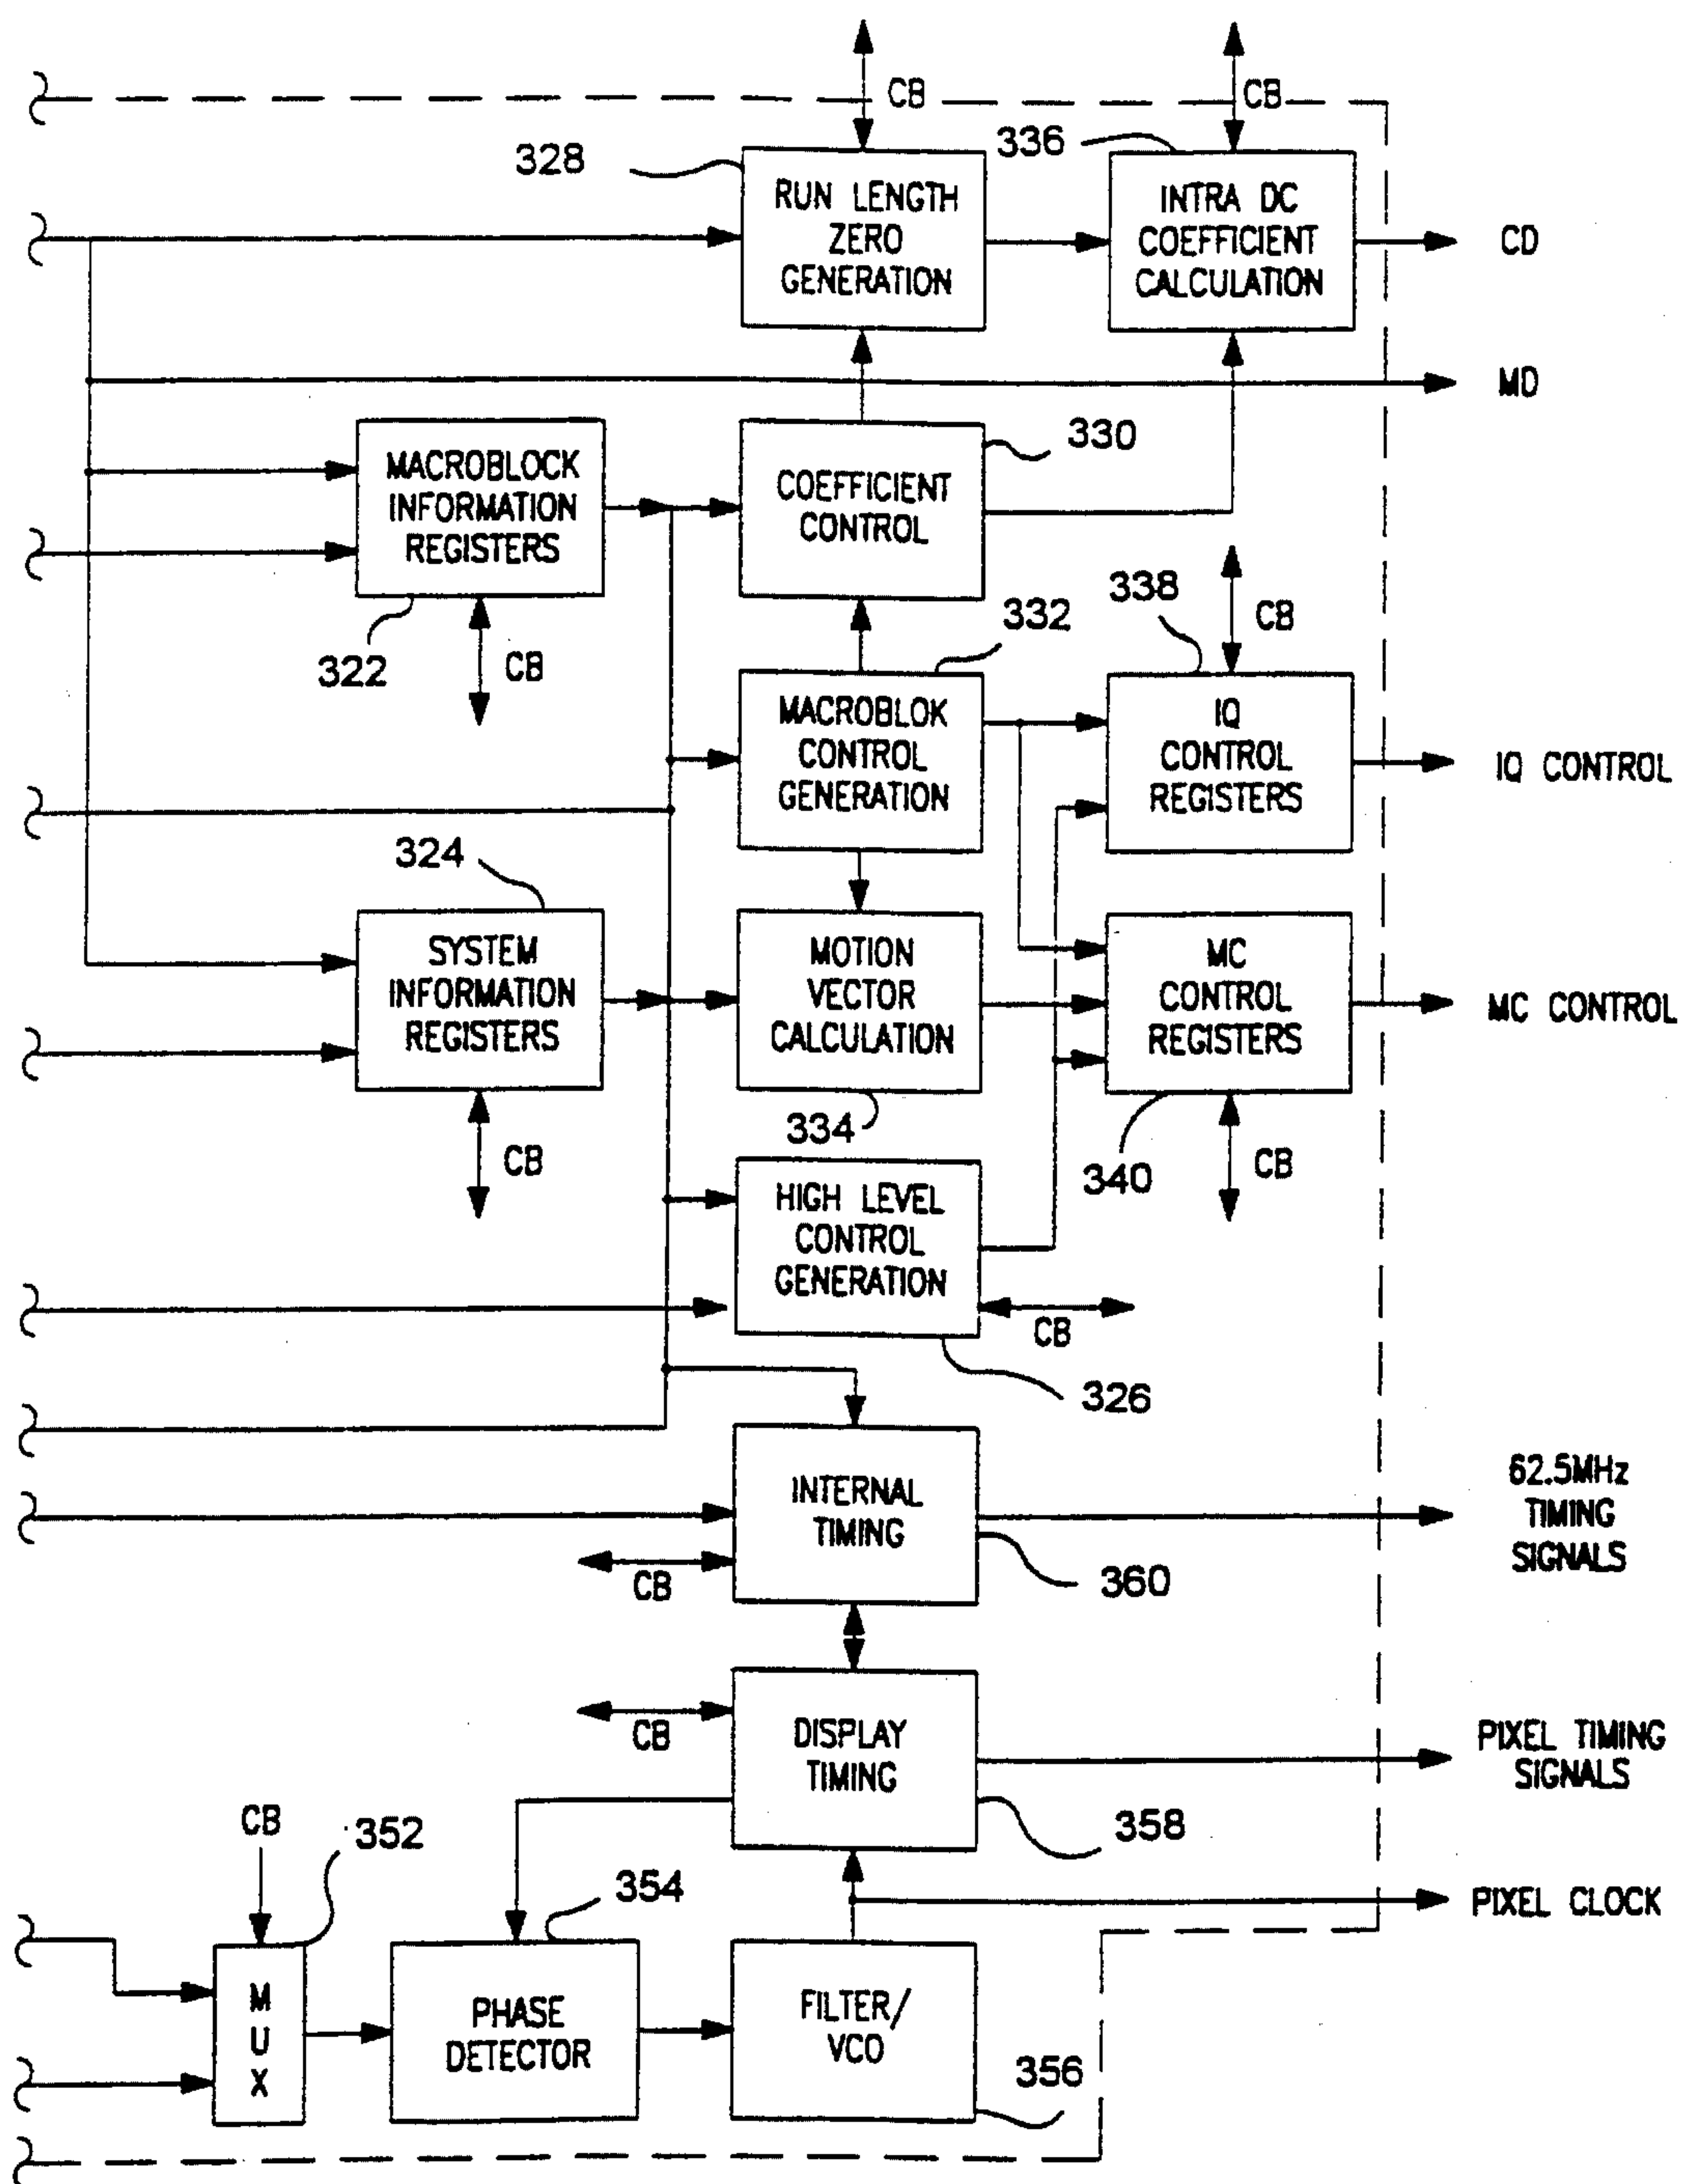 CB
CB
328
336
RUN LENGTH
ZERO
GENERATION
INTRA DC
COEFFICIENT
CALCULATION
CD
MD
330
MACROBLOCK
INFORMATION
REGISTERS
COEFFICIENT
CONTROL
322
CB
332
338
CB
MACROBLOK
CONTROL
GENERATION
IQ
CONTROL
REGISTERS
IQ CONTROL
324
SYSTEM
INFORMATION
REGISTERS
MOTION
VECTOR
CALCULATION
MC
CONTROL
REGISTERS
MC CONTROL
CB
334
340
CB
HIGH LEVEL
CONTROL
GENERATION
CB
326
INTERNAL
TIMING
62.5MHz
TIMING
SIGNALS
CB
360
CB
DISPLAY
TIMING
PIXEL TIMING
SIGNALS
358
CB
352
354
PIXEL CLOCK
MUX
PHASE
DETECTOR
FILTER/
VCO
356